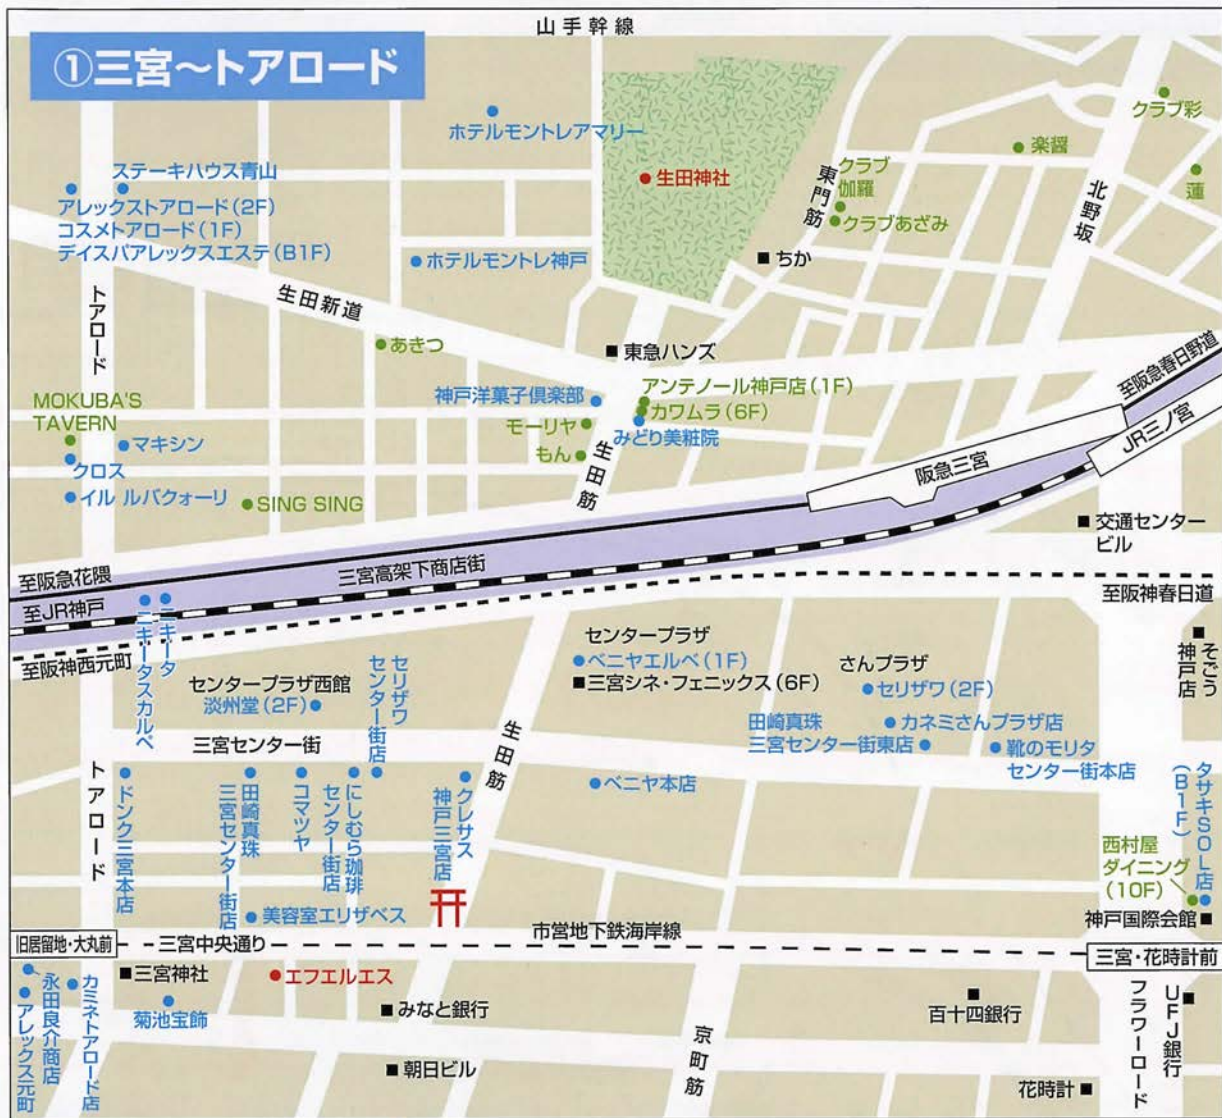 山手幹線
①三宮～トアロード
クラブ彩
ホテルモントレアマリー
楽醤
ステーキハウス青山
生田神社
クラブ
伽羅
東門筋
北野坂
蓮
アレックストアロード(2F)
コスメトアロード(1F)
デイスパアレックスエステ(B1F)
クラブあざみ
ホテルモントレ神戸
ちか
トアロード
生田新道
あきつ
東急ハンズ
至阪急春日野道
MOKUBA'S
TAVERN
神戸洋菓子倶楽部
アンテノール神戸店(1F)
カワムラ(6F)
みどり美粧院
モーリヤ
マキシン
もん
生田筋
クロス
阪急三宮
JR三ノ宮
イル ルバクォーリ
SING SING
交通センター
ビル
至阪急花隈
三宮高架下商店街
至JR神戸
至阪神春日道
至阪神西元町
ニキータスカルペ
ニキータ
センタープラザ
ベニヤエルベ(1F)
三宮シネ・フェニックス(6F)
さんプラザ
セリザワ(2F)
そごう
神戸店
センタープラザ西館
淡州堂(2F)
セリザワ
センター街店
生田筋
田崎真珠
三宮センター街東店
カネミさんプラザ店
三宮センター街
靴のモリタ
センター街本店
トアロード
ドンク三宮本店
田崎真珠
三宮センター街店
コマツヤ
にしむら珈琲
センター街店
クレサス
神戸三宮店
ベニヤ本店
タサキSOL店
(B1F)
西村屋
ダイニング
(10F)
美容室エリザベス
神戸国際会館
市営地下鉄海岸線
旧居留地・大丸前
三宮中央通り
三宮・花時計前
三宮神社
エフエルエス
永田良介商店
アレックス元町
カミネトアロード店
菊池宝飾
みなと銀行
百十四銀行
フラワーロード
UFJ銀行
京町筋
朝日ビル
花時計